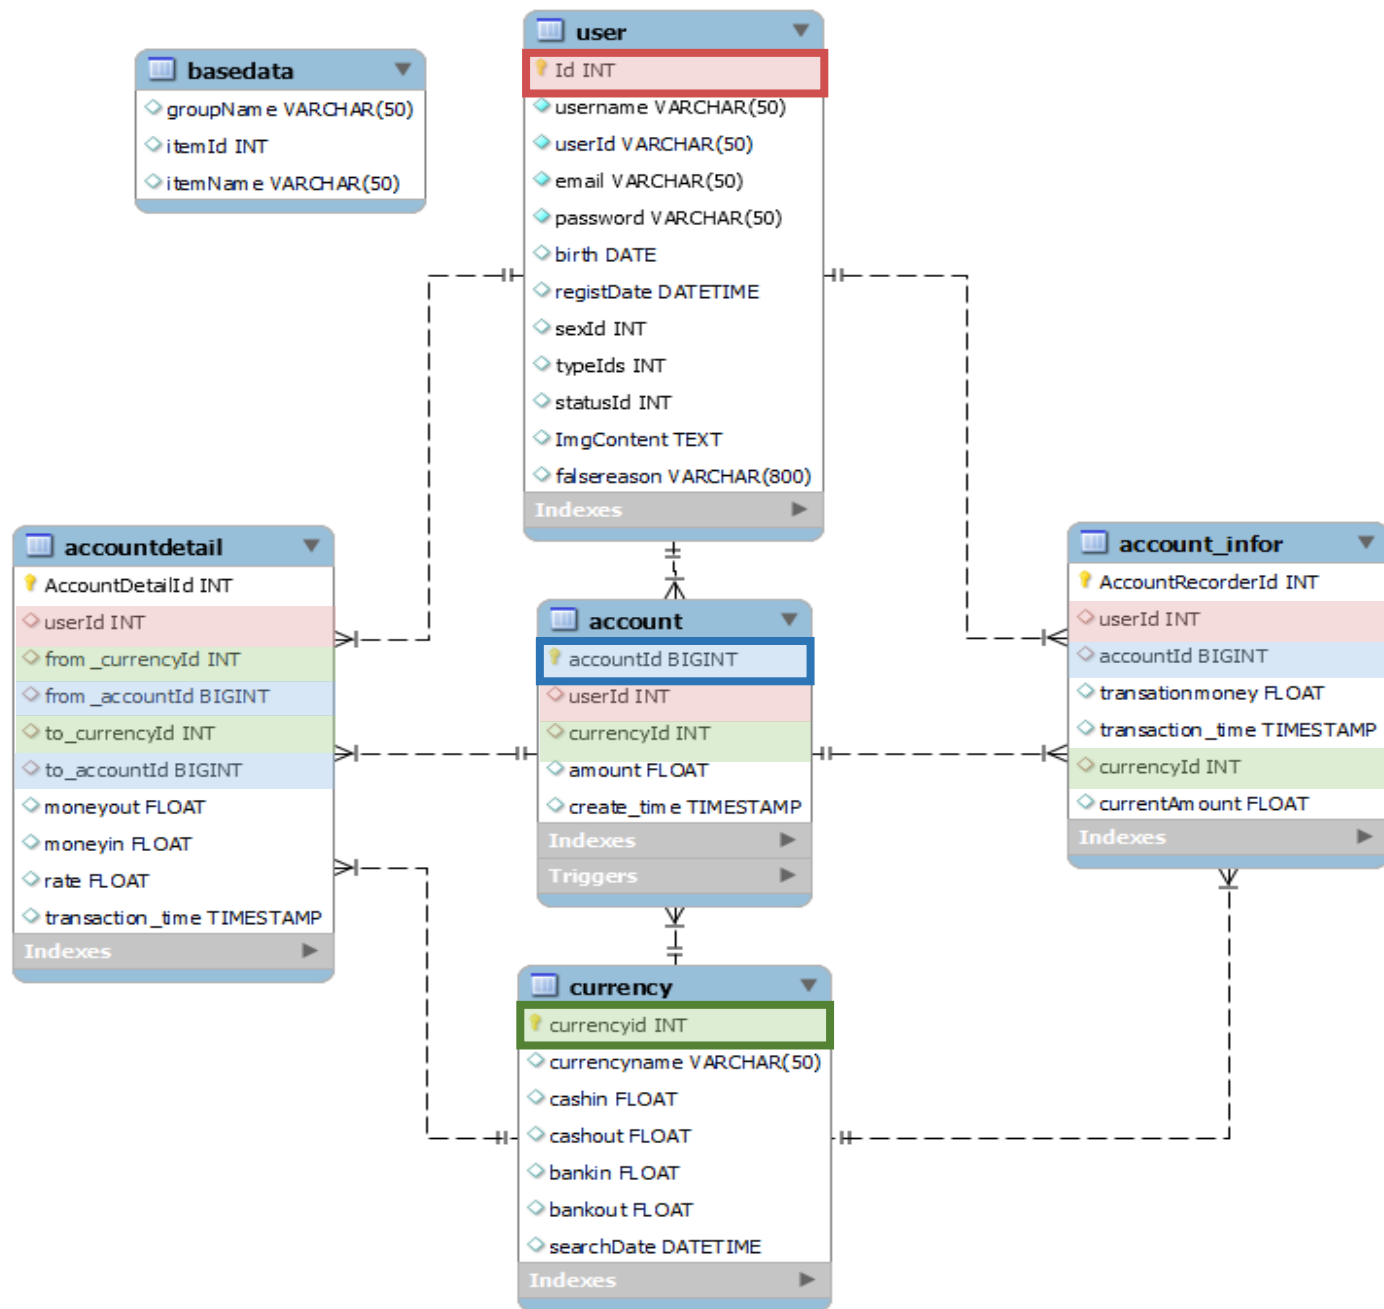 basedata
groupName VARCHAR(50)
itemId INT
itemName VARCHAR(50)
user
Id INT
username VARCHAR(50)
userId VARCHAR(50)
email VARCHAR(50)
password VARCHAR(50)
birth DATE
registDate DATETIME
sexId INT
typeIds INT
statusId INT
ImgContent TEXT
falsereason VARCHAR(800)
Indexes
accountdetail
AccountDetailId INT
userId INT
from _currencyId INT
from _accountId BIGINT
to_currencyId INT
to_accountId BIGINT
moneyout FLOAT
moneyin FLOAT
rate FLOAT
transaction_time TIMESTAMP
Indexes
account
accountId BIGINT
userId INT
currencyId INT
amount FLOAT
create_time TIMESTAMP
Indexes
Triggers
account_infor
AccountRecorderId INT
userId INT
accountId BIGINT
transationmoney FLOAT
transaction_time TIMESTAMP
currencyId INT
currentAmount FLOAT
Indexes
currency
currencyid INT
currencyname VARCHAR(50)
cashin FLOAT
cashout FLOAT
bankin FLOAT
bankout FLOAT
searchDate DATETIME
Indexes